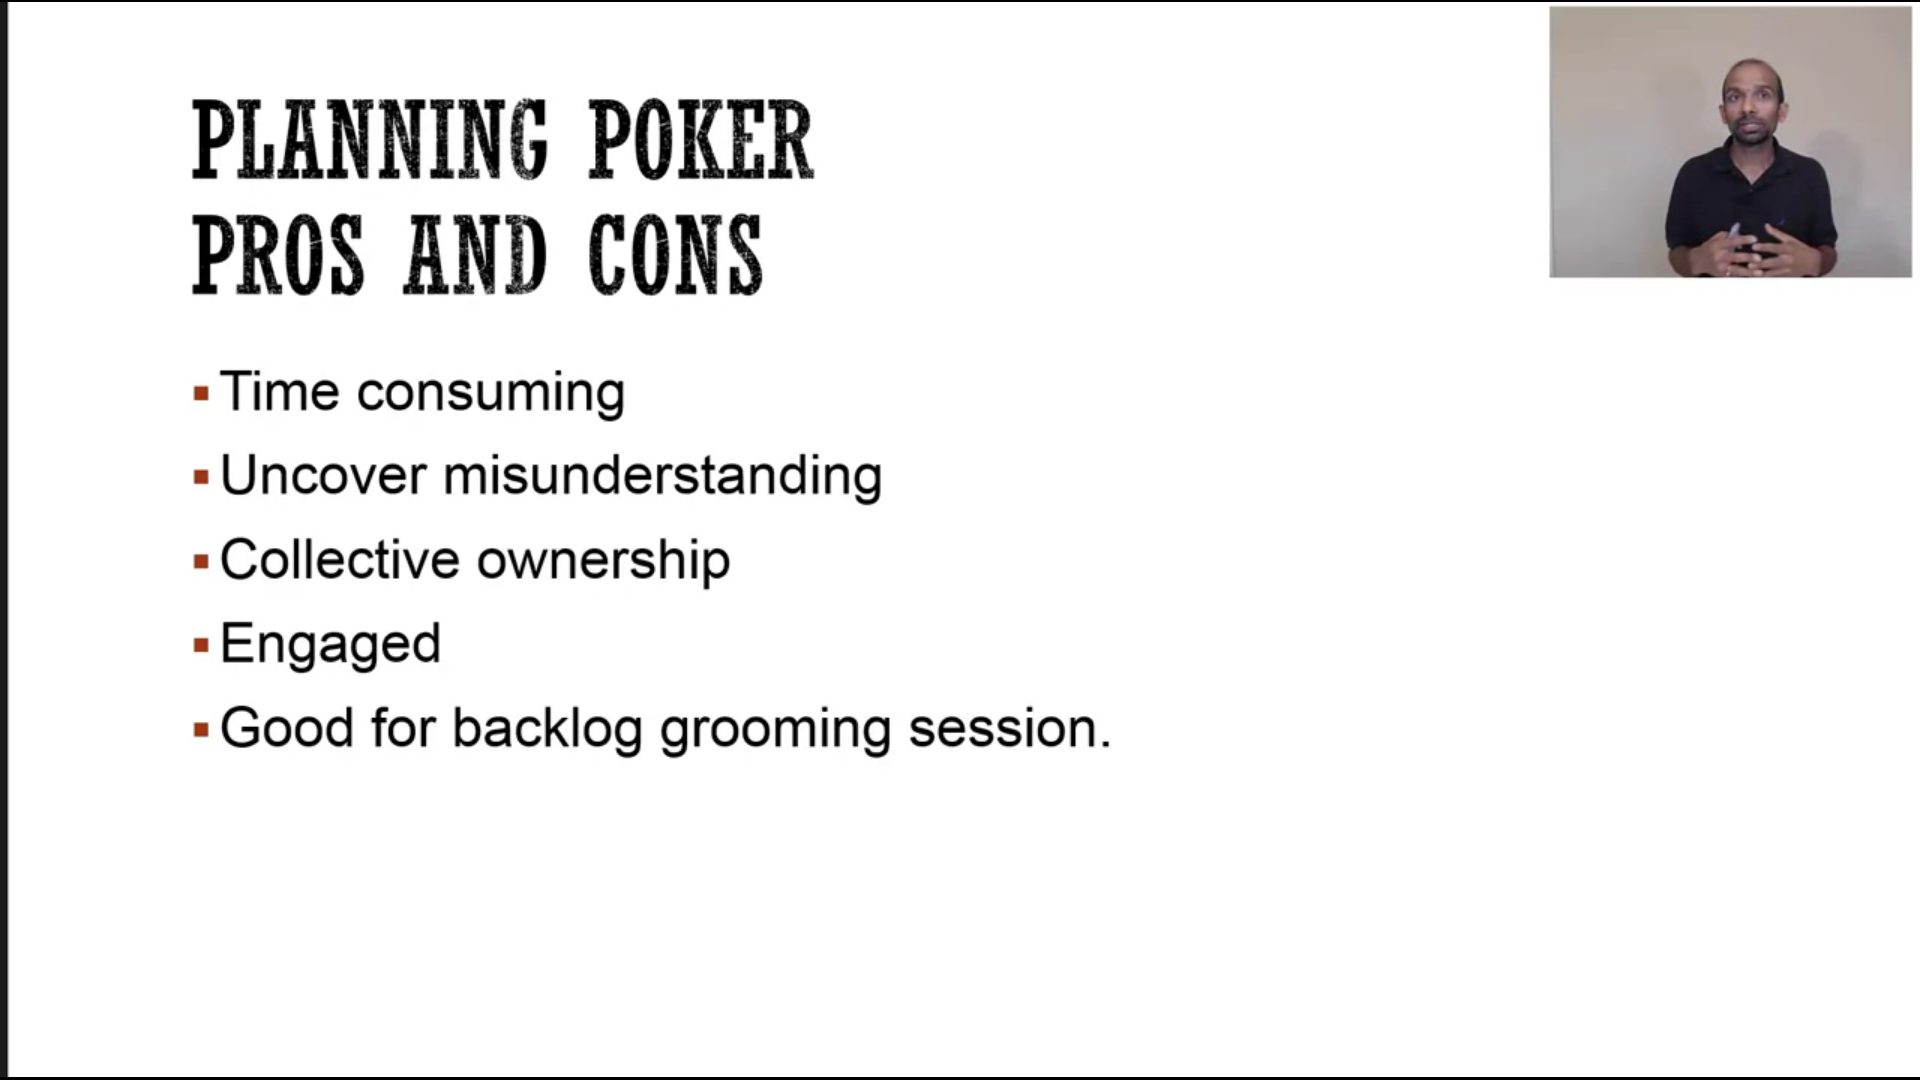 PLANNING POKER
PROS AND CONS
Time consuming
Uncover misunderstanding
Collective ownership
Engaged
Good for backlog grooming session.